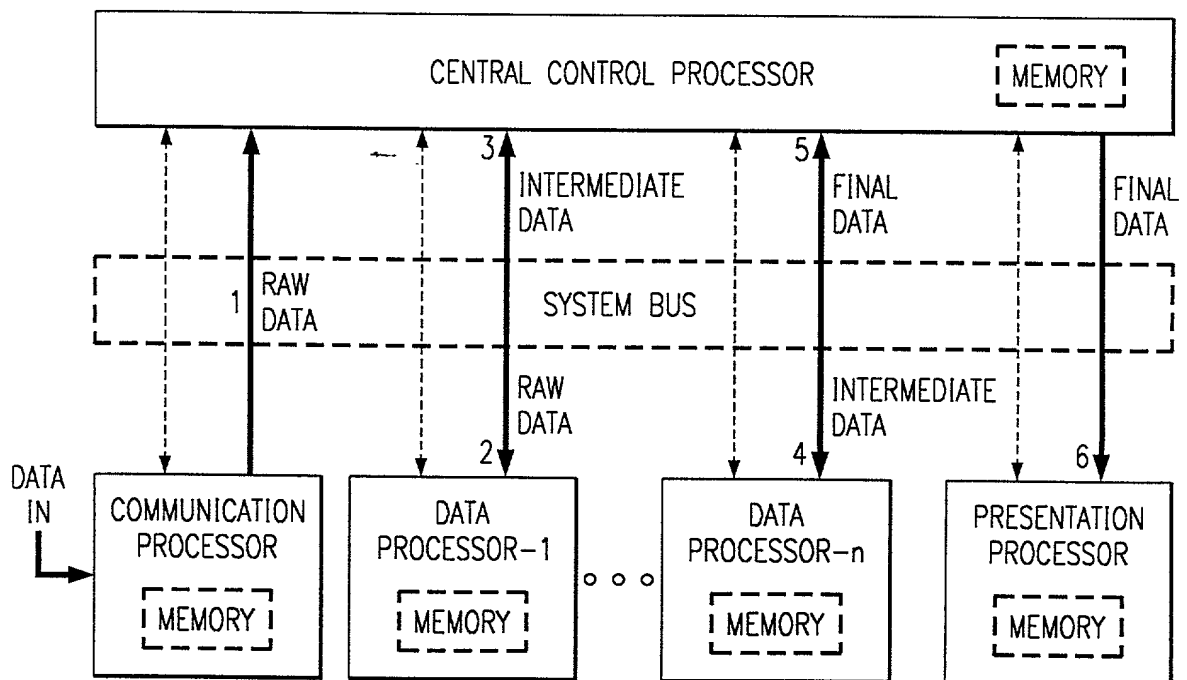 CENTRAL CONTROL PROCESSOR
MEMORY
3
5
INTERMEDIATE
DATA
FINAL
DATA
FINAL
DATA
1
RAW
DATA
SYSTEM BUS
RAW
DATA
INTERMEDIATE
DATA
2
4
6
DATA
IN
COMMUNICATION
PROCESSOR
MEMORY
DATA
PROCESSOR-1
MEMORY
DATA
PROCESSOR-n
MEMORY
PRESENTATION
PROCESSOR
MEMORY